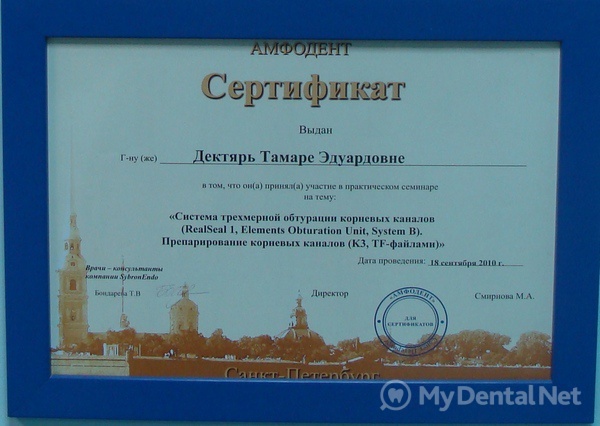 АМФОДЕНТ
Сертификат
Выдан
Г-ну (же) Дектярь Тамаре Эдуардовне
в том, что он(а) принял(а) участие в практическом семинаре
на тему:
«Система трехмерной обтурации корневых каналов
(RealSeal 1, Elements Obturation Unit, System B).
Препарирование корневых каналов (К3, TF-файлами)»
Дата проведения: 18 сентября 2010 г.
Врачи – консультанты
компании SybronEndo
Бондарева Т.В
Директор
Смирнова М.А.
«АМФОДЕНТ»
ДЛЯ
СЕРТИФИКАТОВ
Санкт-Петербург
MyDentalNet